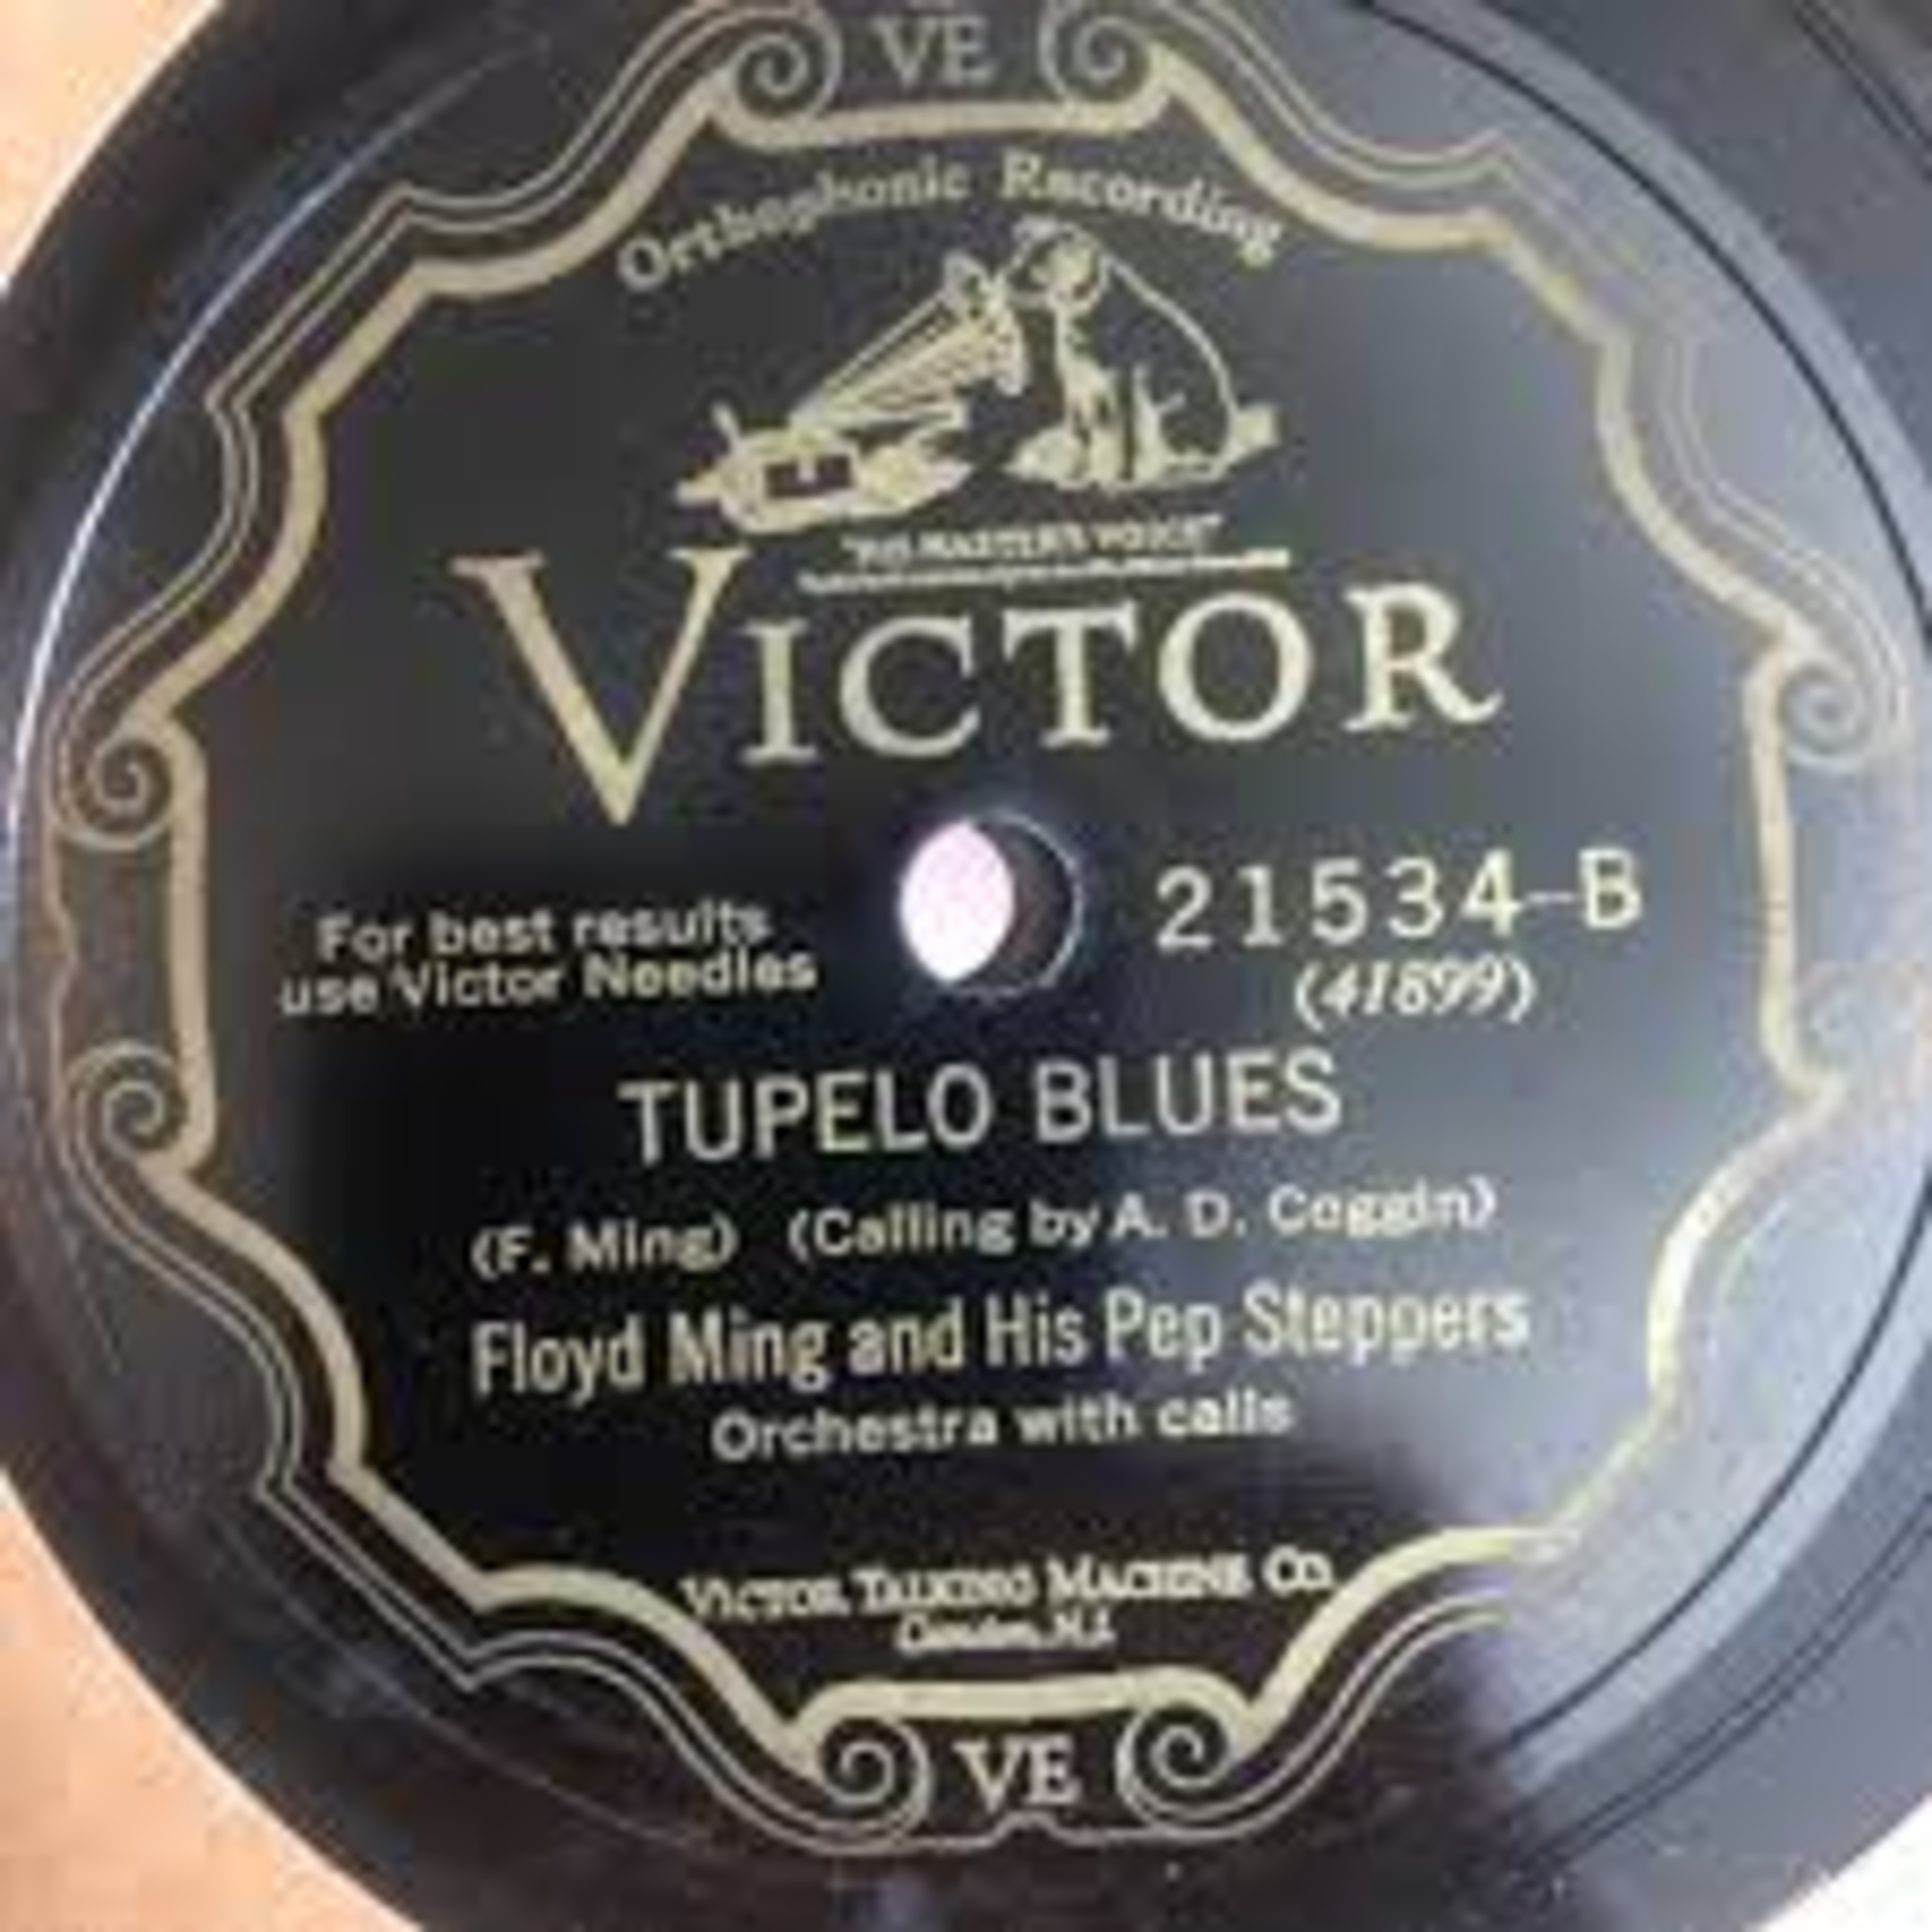 VE
Orthophonic Recording
"HIS MASTER'S VOICE"
VICTOR
For best results
use Victor Needles
21534-B
(41899)
TUPELO BLUES
(F. Ming) (Calling by A. D. Coggin)
Floyd Ming and His Pep Steppers
Orchestra with calls
VICTOR TALKING MACHINE CO.
Camden, N.J.
VE